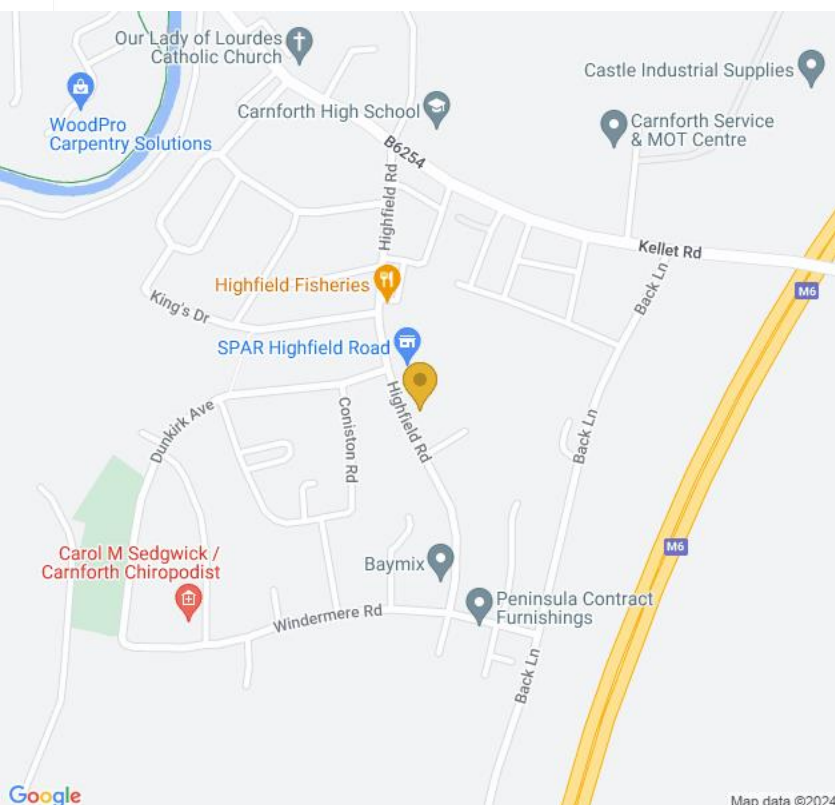 Our Lady of Lourdes
Catholic Church
Castle Industrial Supplies
WoodPro
Carpentry Solutions
Carnforth High School
Carnforth Service
& MOT Centre
B6254
Highfield Rd
Kellet Rd
Highfield Fisheries
Back Ln
M6
King's Dr
SPAR Highfield Road
Highfield Rd
Dunkirk Ave
Coniston Rd
Back Ln
M6
Carol M Sedgwick /
Carnforth Chiropodist
Baymix
Peninsula Contract
Furnishings
Windermere Rd
Back Ln
Google
Map data ©2024